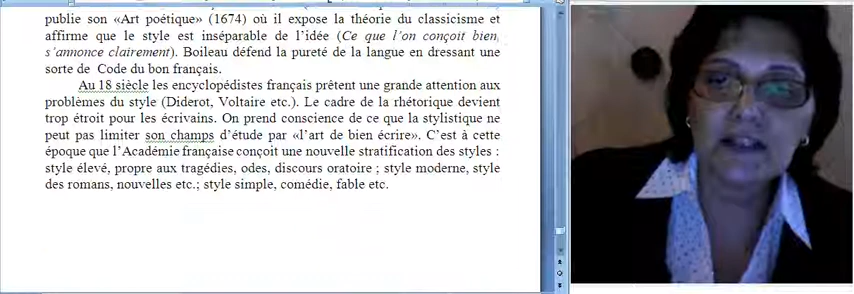 publie son «Art poétique» (1674) où il expose la théorie du classicisme et
affirme que le style est inséparable de l'idée (Ce que l'on conçoit bien,
s'annonce clairement). Boileau défend la pureté de la langue en dressant une
sorte de Code du bon français.
Au 18 siècle les encyclopédistes français prêtent une grande attention aux
problèmes du style (Diderot, Voltaire etc.). Le cadre de la rhétorique devient
trop étroit pour les écrivains. On prend conscience de ce que la stylistique ne
peut pas limiter son champs d'étude par «l'art de bien écrire». C'est à cette
époque que l'Académie française conçoit une nouvelle stratification des styles :
style élevé, propre aux tragédies, odes, discours oratoire ; style moderne, style
des romans, nouvelles etc.; style simple, comédie, fable etc.